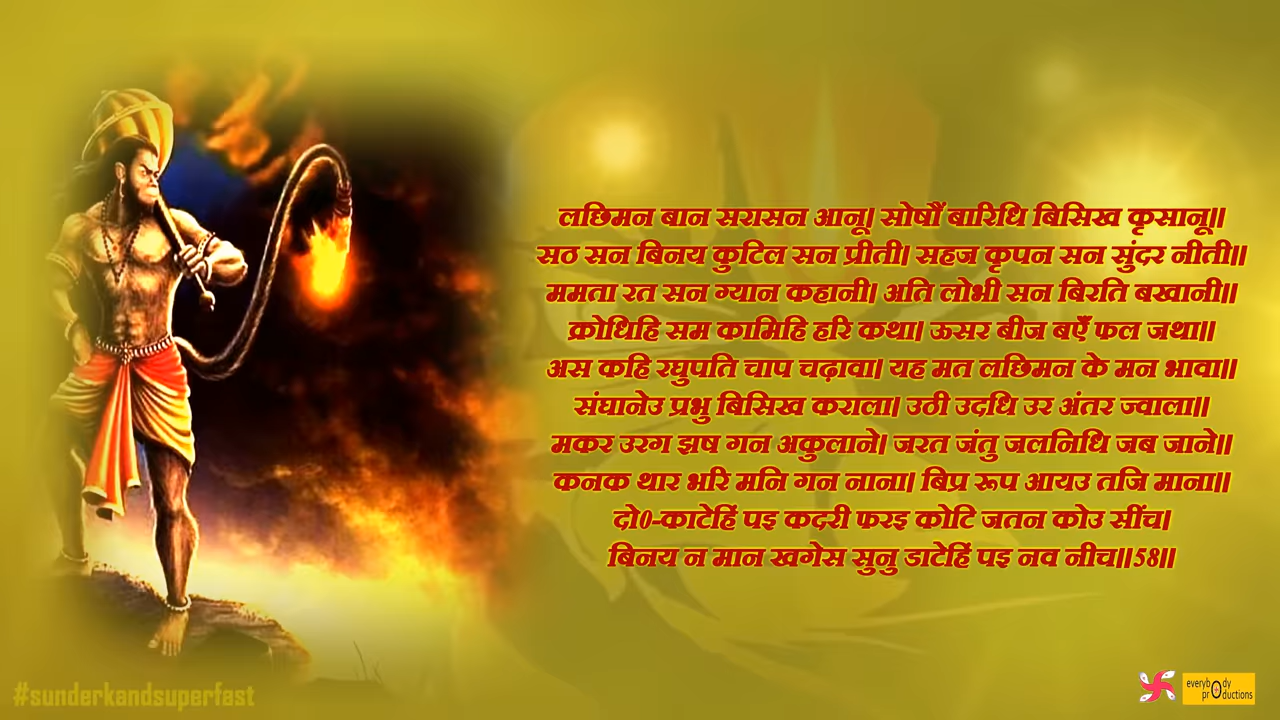 लछिमन बान सरासन आनू। सोषौं बारिधि बिसिख कृसानू॥
सठ सन बिनय कुटिल सन प्रीती। सहज कृपन सन सुंदर नीती॥
ममता रत सन ग्यान कहानी। अति लोभी सन बिरति बखानी॥
क्रोधिहि सम कामिहि हरि कथा। ऊसर बीज बएँ फल जथा॥
अस कहि रघुपति चाप चढ़ावा। यह मत लछिमन के मन भावा॥
संघानेउ प्रभु बिसिख कराला। उठी उदधि उर अंतर ज्वाला॥
मकर उरग झष गन अकुलाने। जरत जंतु जलनिधि जब जाने॥
कनक थार भरि मनि गन नाना। बिप्र रूप आयउ तजि माना॥
दो0-काटेहिं पइ कदरी फरइ कोटि जतन कोउ सींच।
बिनय न मान खगेस सुनु डाटेहिं पइ नव नीच॥58॥
#sunderkandsuperfast
everybody
productions